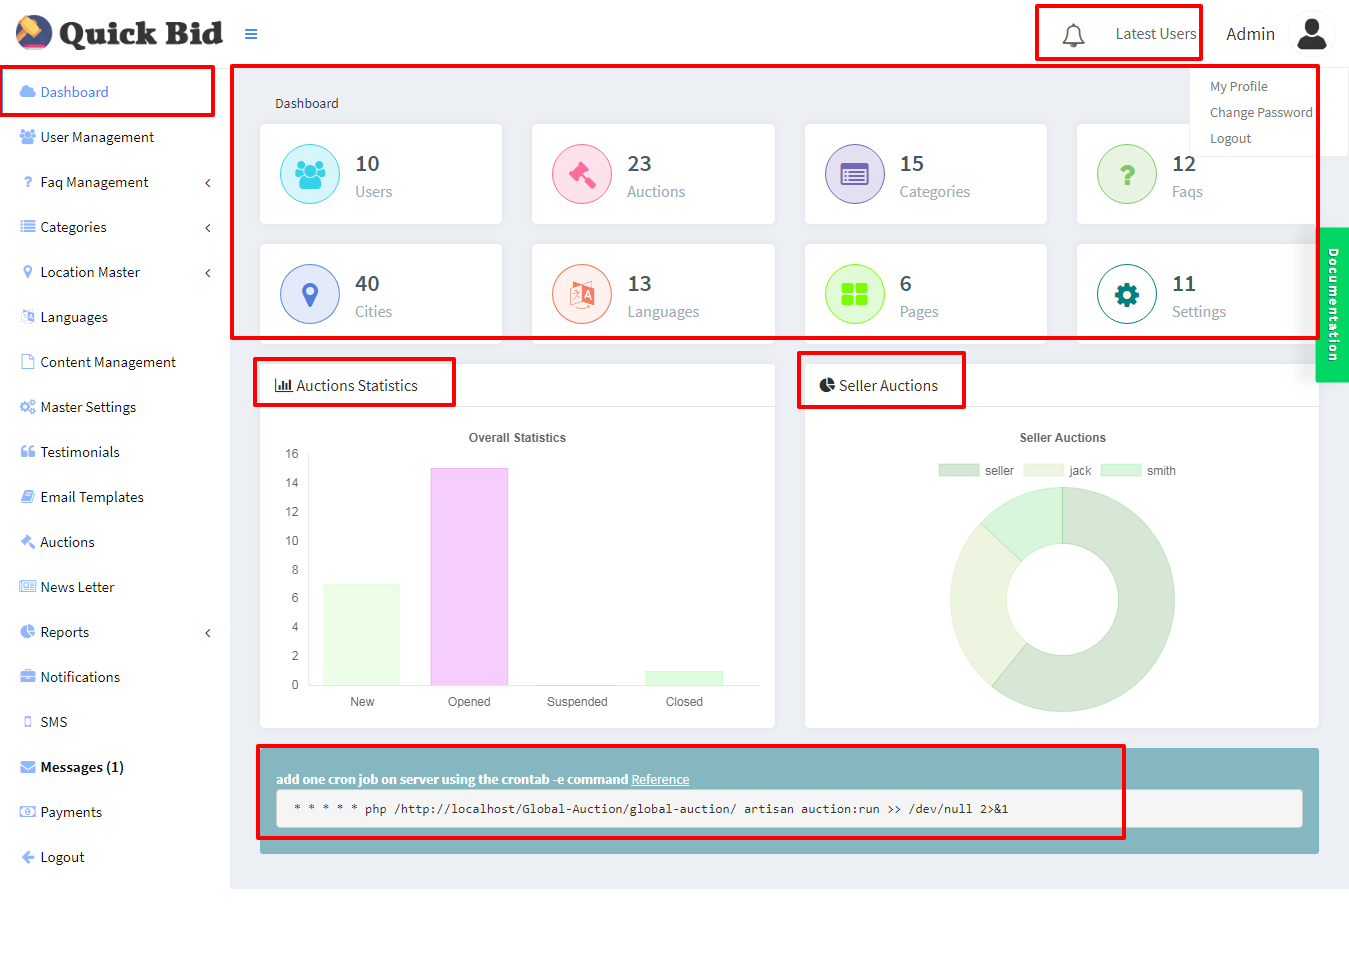 Quick Bid
Latest Users
Admin
My Profile
Change Password
Logout
Dashboard
User Management
Faq Management
Categories
Location Master
Languages
Content Management
Master Settings
Testimonials
Email Templates
Auctions
News Letter
Reports
Notifications
SMS
Messages (1)
Payments
Logout
Dashboard
10
Users
23
Auctions
15
Categories
12
Faqs
40
Cities
13
Languages
6
Pages
11
Settings
Documentation
Auctions Statistics
Overall Statistics
16
14
12
10
8
6
4
2
0
New Opened Suspended Closed
Seller Auctions
Seller Auctions
seller jack smith
add one cron job on server using the crontab -e command Reference
* * * * * php /http://localhost/Global-Auction/global-auction/ artisan auction:run >> /dev/null 2>&1